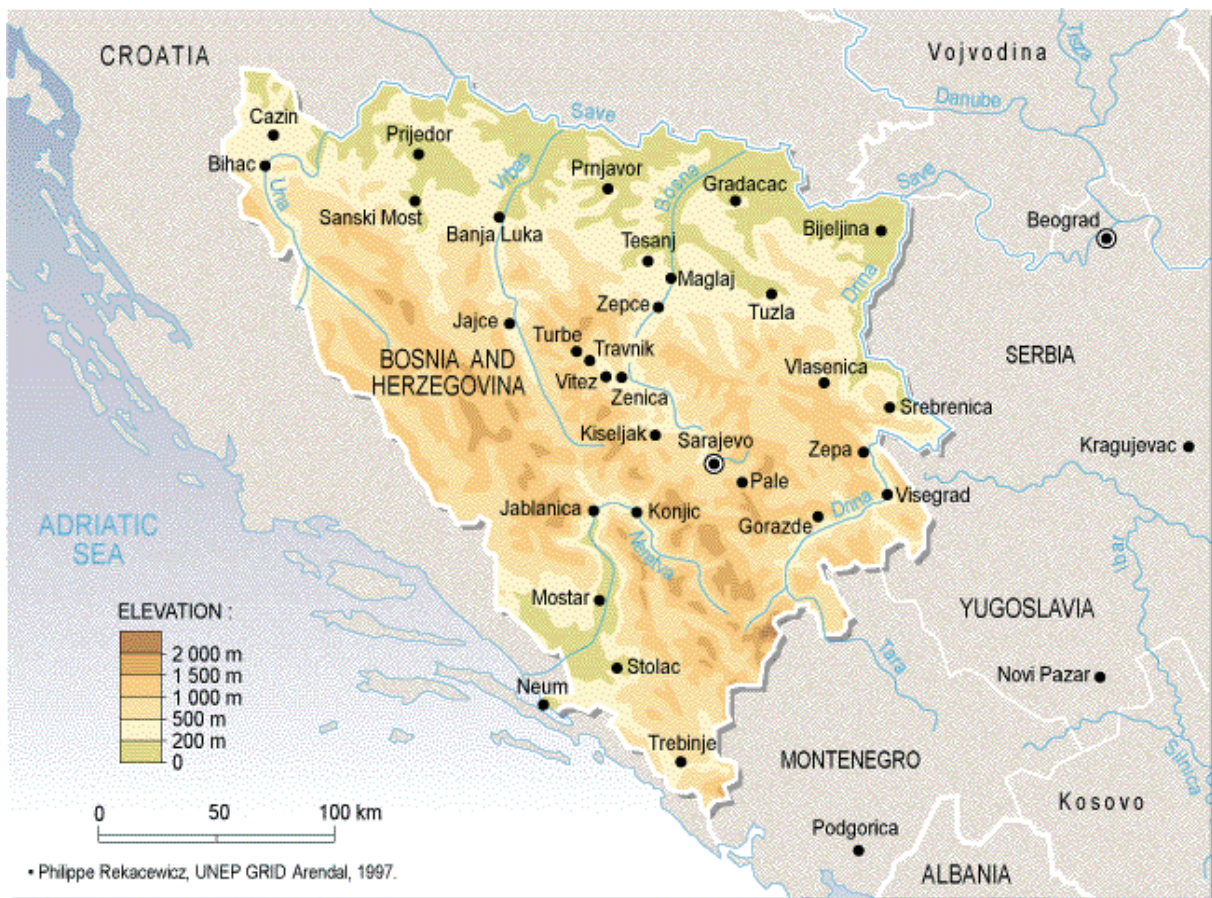 CROATIA
Vojvodina
Tisza
Danube
Save
Cazin
Prijedor
Bihac
Una
Vrbas
Prnjavor
Bosna
Gradacac
Save
Sanski Most
Banja Luka
Bijeljina
Beograd
Tesanj
Maglaj
Drina
Zepce
Tuzla
Jajce
Turbe
Travnik
BOSNIA AND
HERZEGOVINA
Vitez
Zenica
Vlasenica
SERBIA
Srebrenica
Kiseljak
Sarajevo
Zepa
Kragujevac
Pale
Visegrad
Jablanica
Konjic
Gorazde
Drina
ADRIATIC
SEA
Neretva
Ibar
Mostar
YUGOSLAVIA
ELEVATION :
2 000 m
1 500 m
1 000 m
500 m
200 m
0
Stolac
Tara
Novi Pazar
Neum
Trebinje
MONTENEGRO
Sitnica
Kosovo
0 50 100 km
Podgorica
• Philippe Rekacewicz, UNEP GRID Arendal, 1997.
ALBANIA